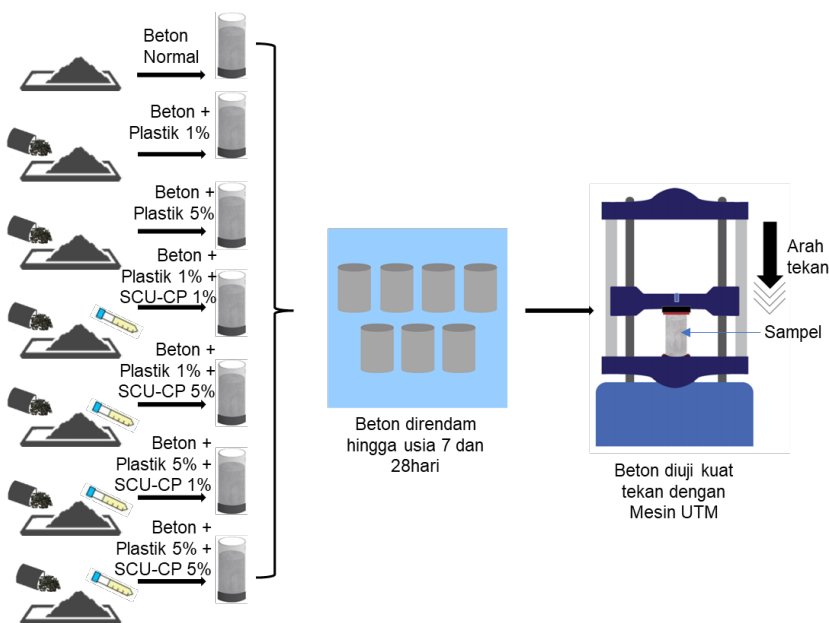 Beton
Normal
Beton +
Plastik 1%
Beton +
Plastik 5%
Beton +
Plastik 1% +
SCU-CP 1%
Beton +
Plastik 1% +
SCU-CP 5%
Beton +
Plastik 5% +
SCU-CP 1%
Beton +
Plastik 5% +
SCU-CP 5%
Beton direndam
hingga usia 7 dan
28hari
Arah
tekan
Sampel
Beton diuji kuat
tekan dengan
Mesin UTM